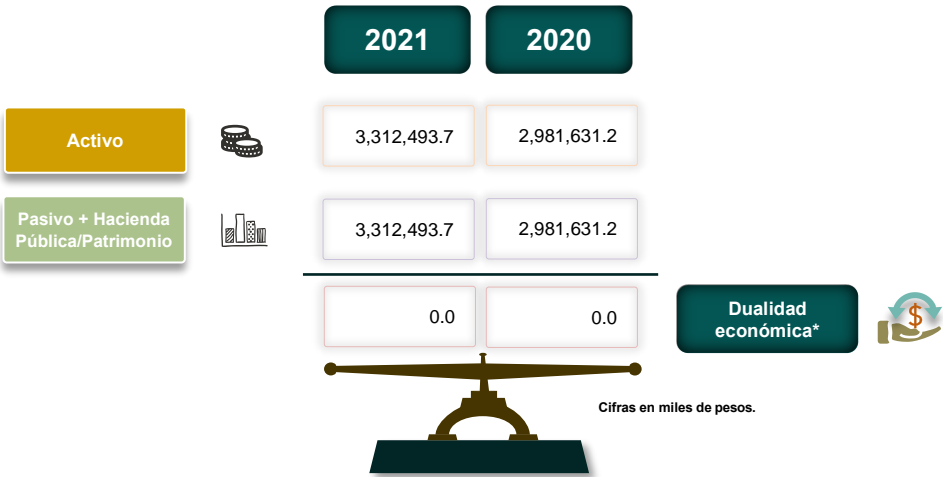 2021 2020
Activo 3,312,493.7 2,981,631.2
Pasivo + Hacienda
Pública/Patrimonio 3,312,493.7 2,981,631.2
0.0 0.0
Dualidad
económica*
$
Cifras en miles de pesos.